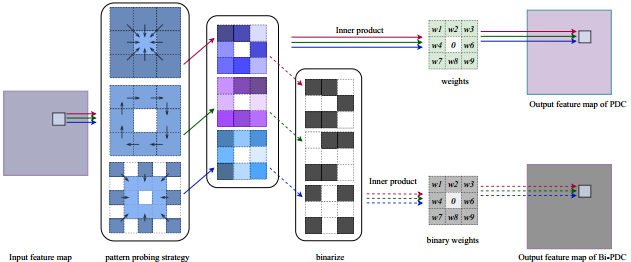 Inner product
w1 w2 w3
w4 0 w6
w7 w8 w9
weights
Output feature map of PDC
Inner product
w1 w2 w3
w4 0 w6
w7 w8 w9
binary weights
Input feature map
pattern probing strategy
binarize
Output feature map of Bi•PDC